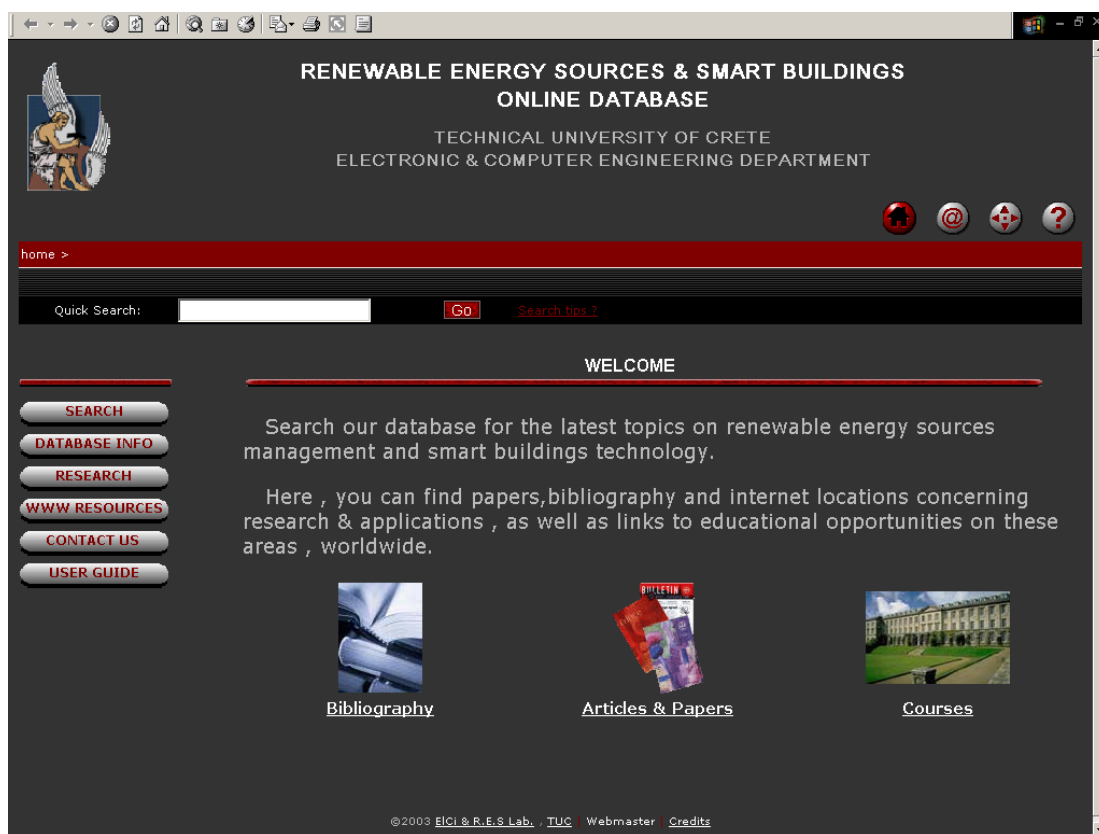 RENEWABLE ENERGY SOURCES & SMART BUILDINGS
ONLINE DATABASE
TECHNICAL UNIVERSITY OF CRETE
ELECTRONIC & COMPUTER ENGINEERING DEPARTMENT
@ ?
home >
Quick Search: Go Search tips ?
WELCOME
SEARCH
DATABASE INFO
RESEARCH
WWW RESOURCES
CONTACT US
USER GUIDE
Search our database for the latest topics on renewable energy sources
management and smart buildings technology.
Here , you can find papers,bibliography and internet locations concerning
research & applications , as well as links to educational opportunities on these
areas , worldwide.
BULLETIN
Bibliography
Articles & Papers
Courses
©2003 ElCi & R.E.S Lab. , TUC | Webmaster | Credits